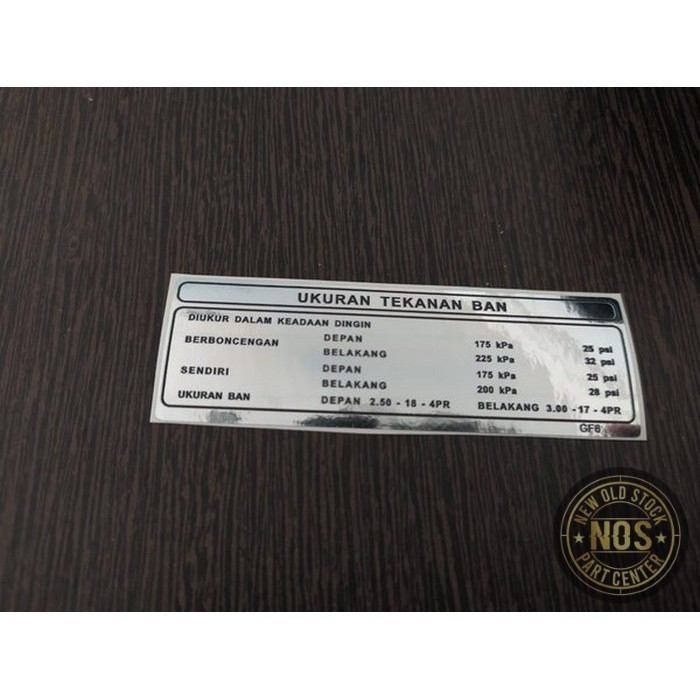 UKURAN TEKANAN BAN
DIUKUR DALAM KEADAAN DINGIN
BERBONCENGAN DEPAN 175 kPa 25 psi
BELAKANG 225 kPa 32 psi
SENDIRI DEPAN 175 kPa 25 psi
BELAKANG 200 kPa 28 psi
UKURAN BAN DEPAN 2.50 - 18 - 4PR BELAKANG 3.00 - 17 - 4PR
GF6
NEW OLD STOCK
NOS
PART CENTER